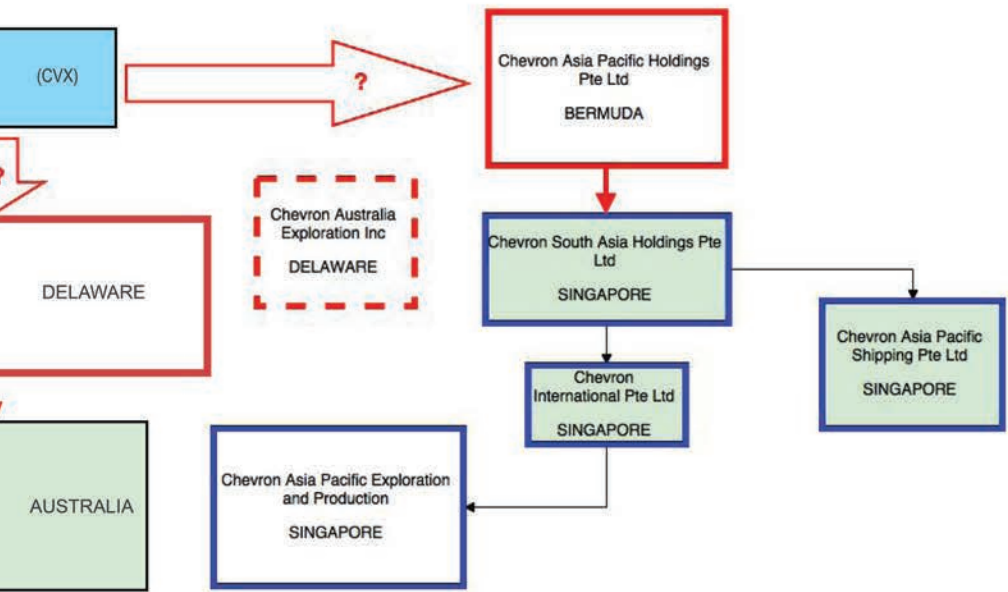 (CVX)
?
Chevron Asia Pacific Holdings
Pte Ltd
BERMUDA
?
Chevron Australia
Exploration Inc
DELAWARE
Chevron South Asia Holdings Pte
Ltd
SINGAPORE
DELAWARE
Chevron Asia Pacific
Shipping Pte Ltd
SINGAPORE
Chevron
International Pte Ltd
SINGAPORE
AUSTRALIA
Chevron Asia Pacific Exploration
and Production
SINGAPORE